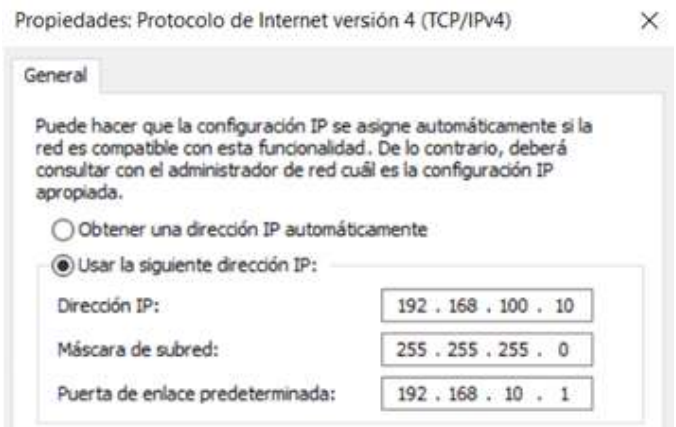 Propiedades: Protocolo de Internet versión 4 (TCP/IPv4)
General
Puede hacer que la configuración IP se asigne automáticamente si la
red es compatible con esta funcionalidad. De lo contrario, deberá
consultar con el administrador de red cuál es la configuración IP
apropiada.
Obtener una dirección IP automáticamente
Usar la siguiente dirección IP:
Dirección IP: 192 . 168 . 100 . 10
Máscara de subred: 255 . 255 . 255 . 0
Puerta de enlace predeterminada: 192 . 168 . 10 . 1